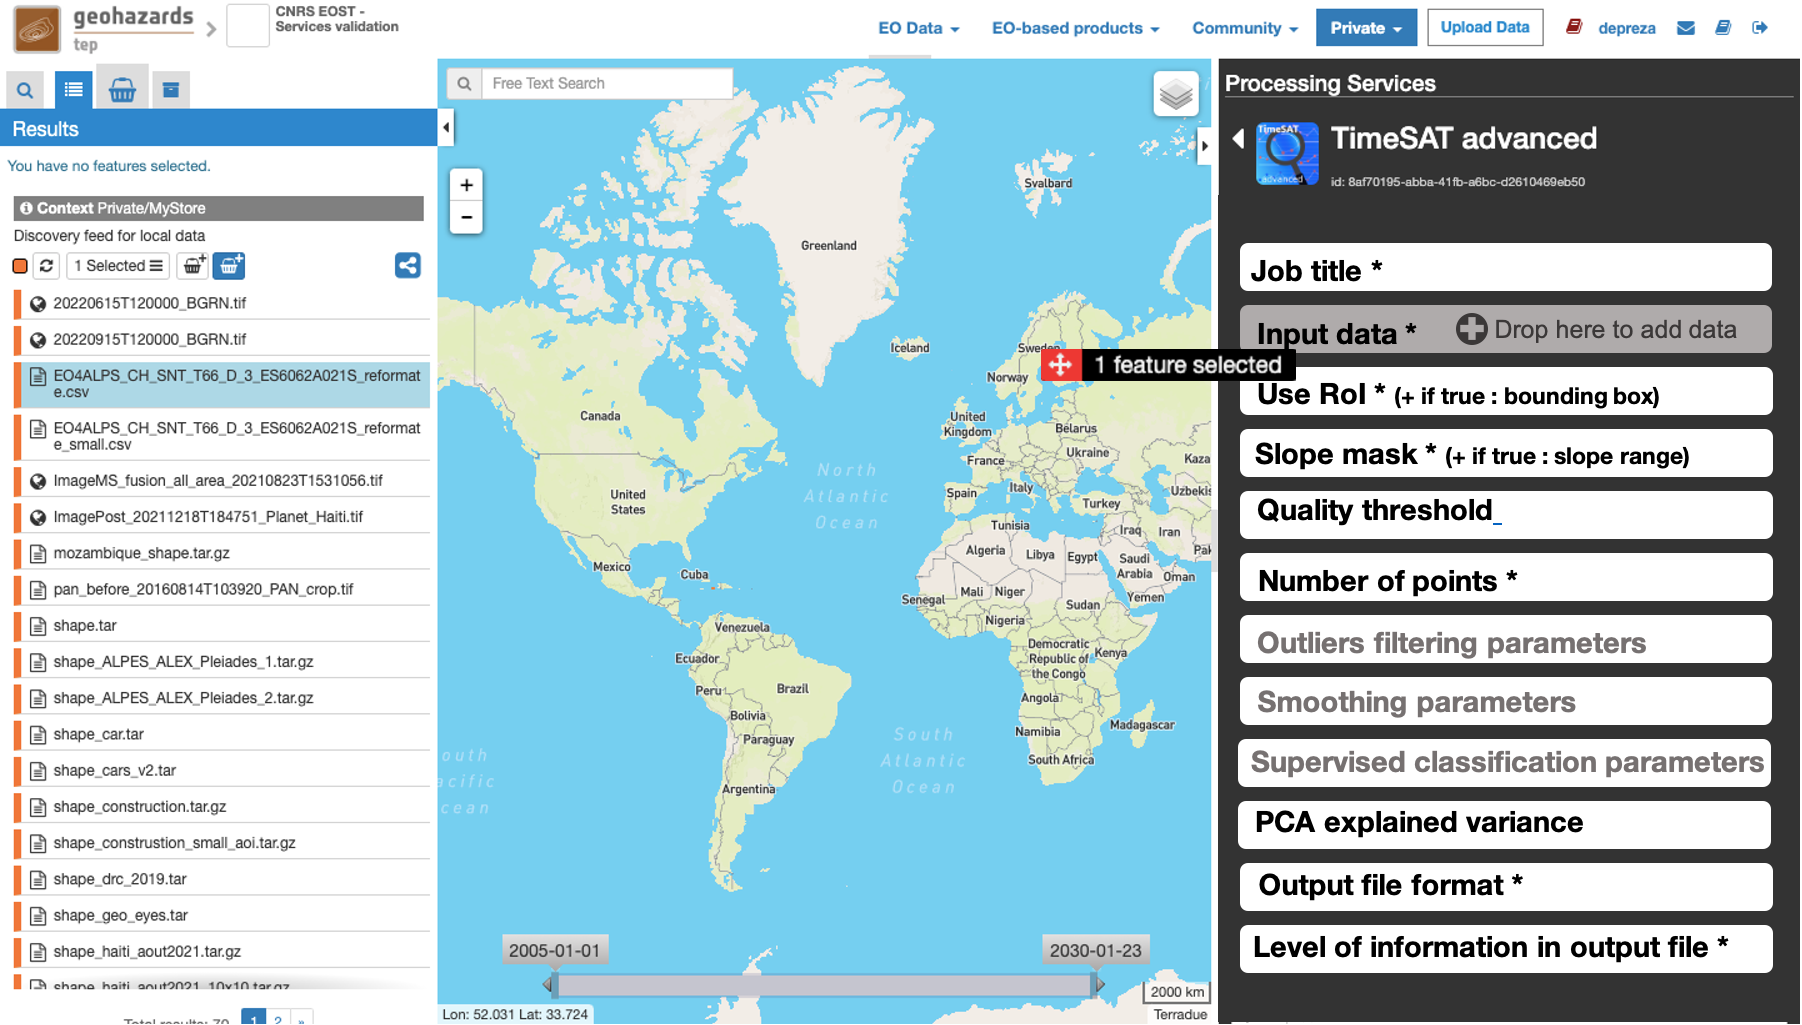 geohazards
tep
CNRS EOST -
Services validation
EO Data
EO-based products
Community
Private
Upload Data
depreza
Results
You have no features selected.
Context Private/MyStore
Discovery feed for local data
1 Selected
20220615T120000_BGRN.tif
20220915T120000_BGRN.tif
EO4ALPS_CH_SNT_T66_D_3_ES6062A021S_reformat
e.csv
EO4ALPS_CH_SNT_T66_D_3_ES6062A021S_reformat
e_small.csv
ImageMS_fusion_all_area_20210823T1531056.tif
ImagePost_20211218T184751_Planet_Haiti.tif
mozambique_shape.tar.gz
pan_before_20160814T103920_PAN_crop.tif
shape.tar
shape_ALPES_ALEX_Pleiades_1.tar.gz
shape_ALPES_ALEX_Pleiades_2.tar.gz
shape_car.tar
shape_cars_v2.tar
shape_construction.tar.gz
shape_construstion_small_aoi.tar.gz
shape_drc_2019.tar
shape_geo_eyes.tar
shape_haiti_aout2021.tar.gz
shape_haiti_aout2021_10x10.tar.gz
Total results: 70
1 2 »
Free Text Search
+
-
Svalbard
Greenland
Iceland
Sweden
1 feature selected
Norway
Canada
United
Kingdom
Belarus
Ukraine
France
Kaza
North
Atlantic
Ocean
United
States
Spain
Italy
Uzbekis
Turkey
Tunisia
Iraq
Iran
Algeria
Libya
Egypt
Saudi
Arabia
Pak
Oman
Mexico
Cuba
Mali
Niger
Yemen
Senegal
Sudan
Nigeria
Venezuela
Democratic
Republic of
the Congo
Kenya
Ecuador
Peru
Brazil
Angola
Bolivia
Madagascar
Namibia
Paraguay
South
Atlantic
Ocean
South Africa
outh
acific
cean
Argentina
2005-01-01
2030-01-23
2000 km
Lon: 52.031 Lat: 33.724
Terradue
Processing Services
TimeSAT
advanced
TimeSAT advanced
id: 8af70195-abba-41fb-a6bc-d2610469eb50
Job title *
Input data *
Drop here to add data
Use RoI * (+ if true : bounding box)
Slope mask * (+ if true : slope range)
Quality threshold_
Number of points *
Outliers filtering parameters
Smoothing parameters
Supervised classification parameters
PCA explained variance
Output file format *
Level of information in output file *